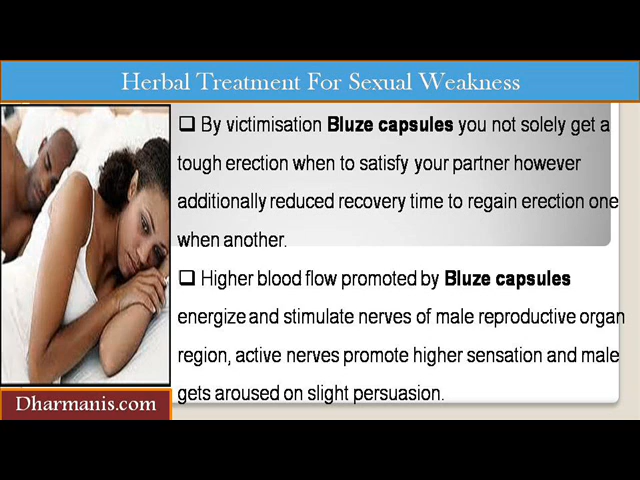 Herbal Treatment For Sexual Weakness
❑ By victimisation Bluze capsules you not solely get a
tough erection when to satisfy your partner however
additionally reduced recovery time to regain erection one
when another.
❑ Higher blood flow promoted by Bluze capsules
energize and stimulate nerves of male reproductive organ
region, active nerves promote higher sensation and male
gets aroused on slight persuasion.
Dharmanis.com